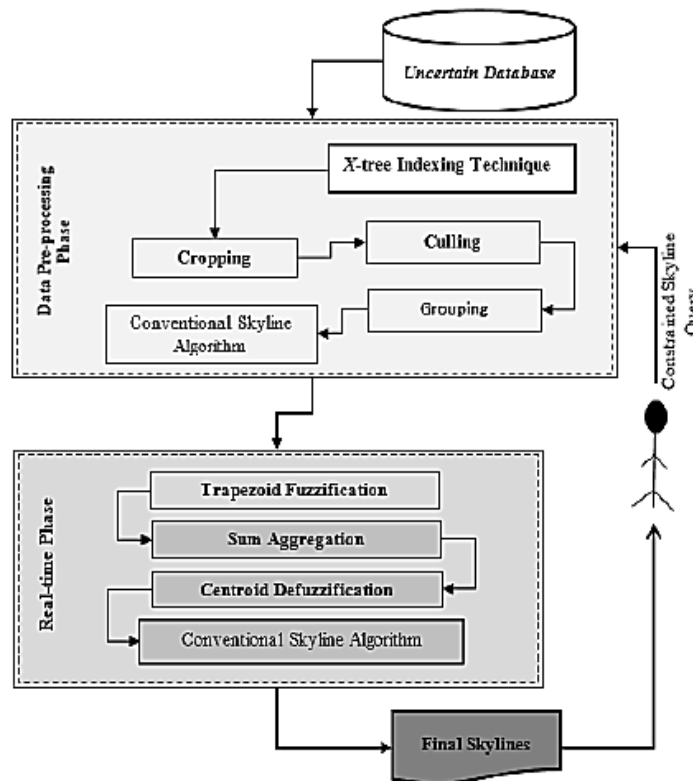 Uncertain Database
Data Pre-processing
Phase
X-tree Indexing Technique
Cropping
Culling
Grouping
Conventional Skyline
Algorithm
Constrained Skyline
Query
Real-time Phase
Trapezoid Fuzzification
Sum Aggregation
Centroid Defuzzification
Conventional Skyline Algorithm
Final Skylines